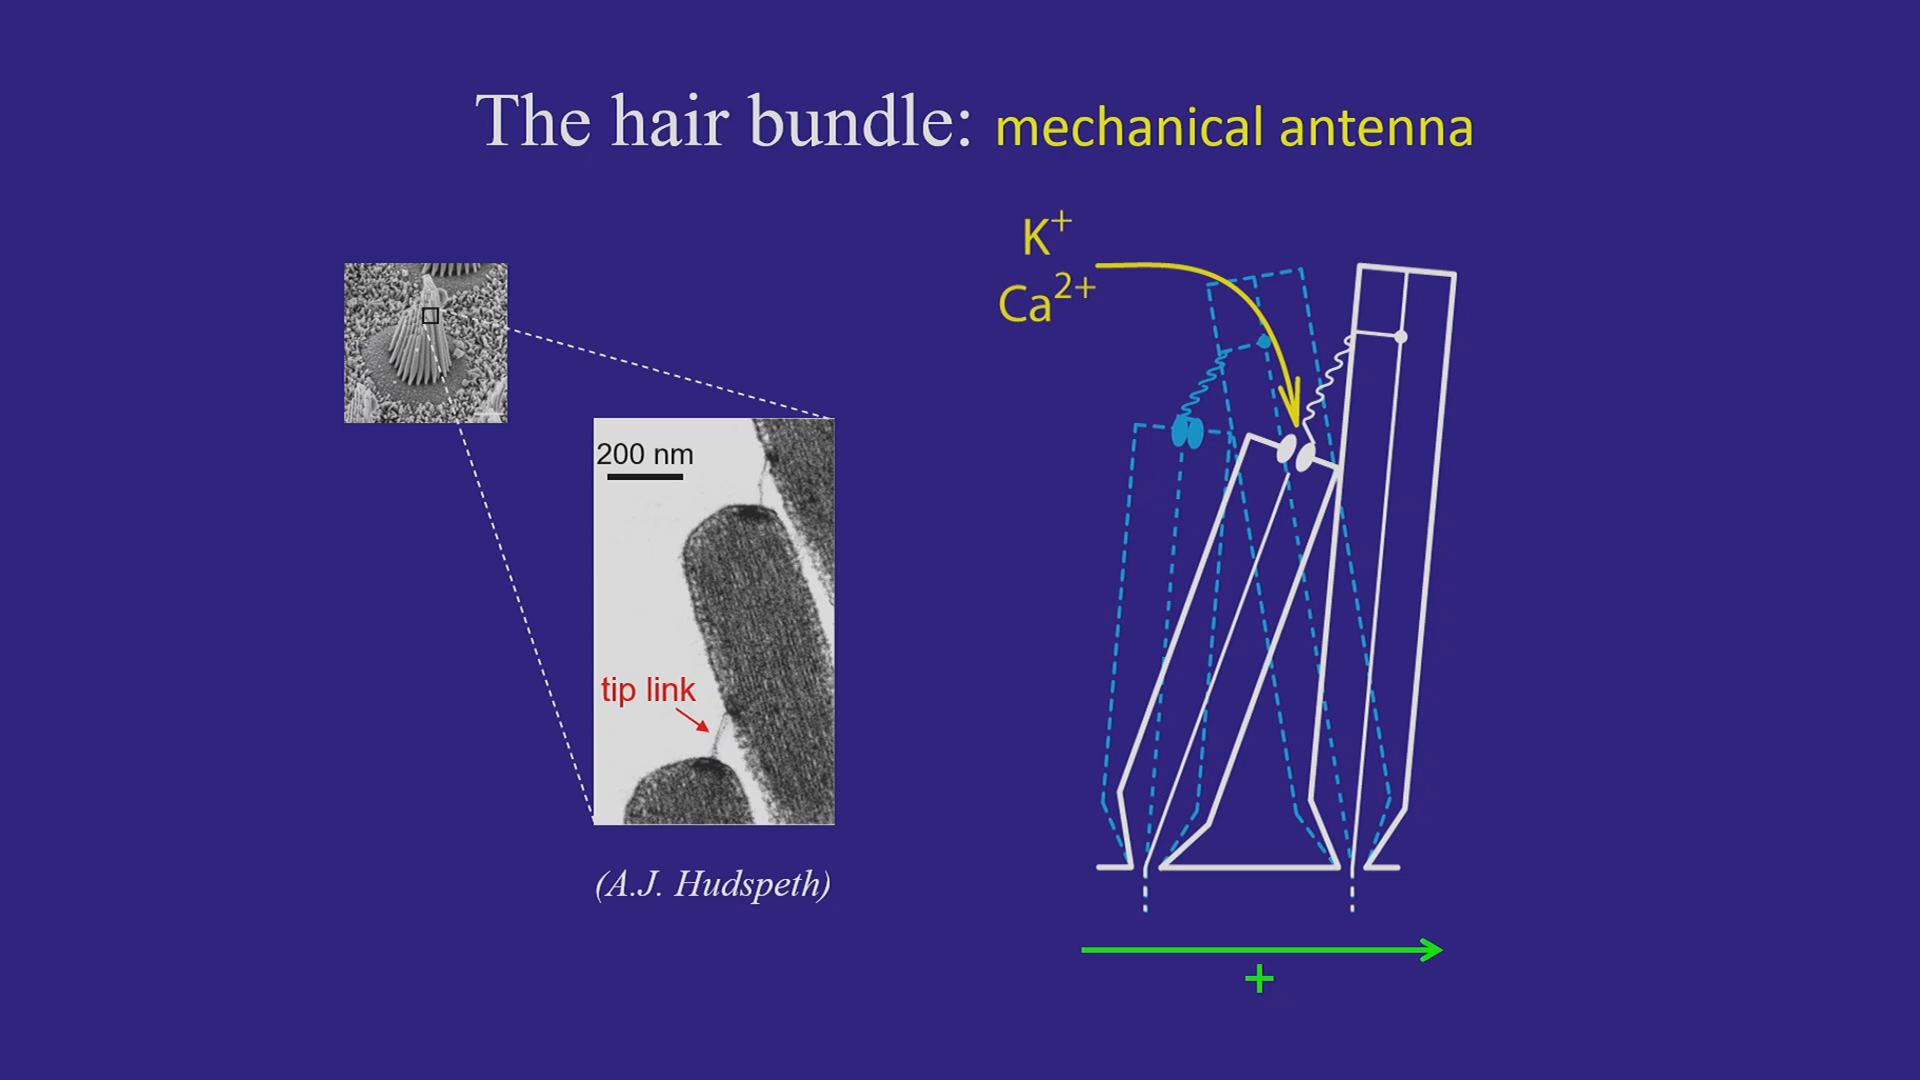 The hair bundle: mechanical antenna
K+
Ca2+
200 nm
tip link
(A.J. Hudspeth)
+